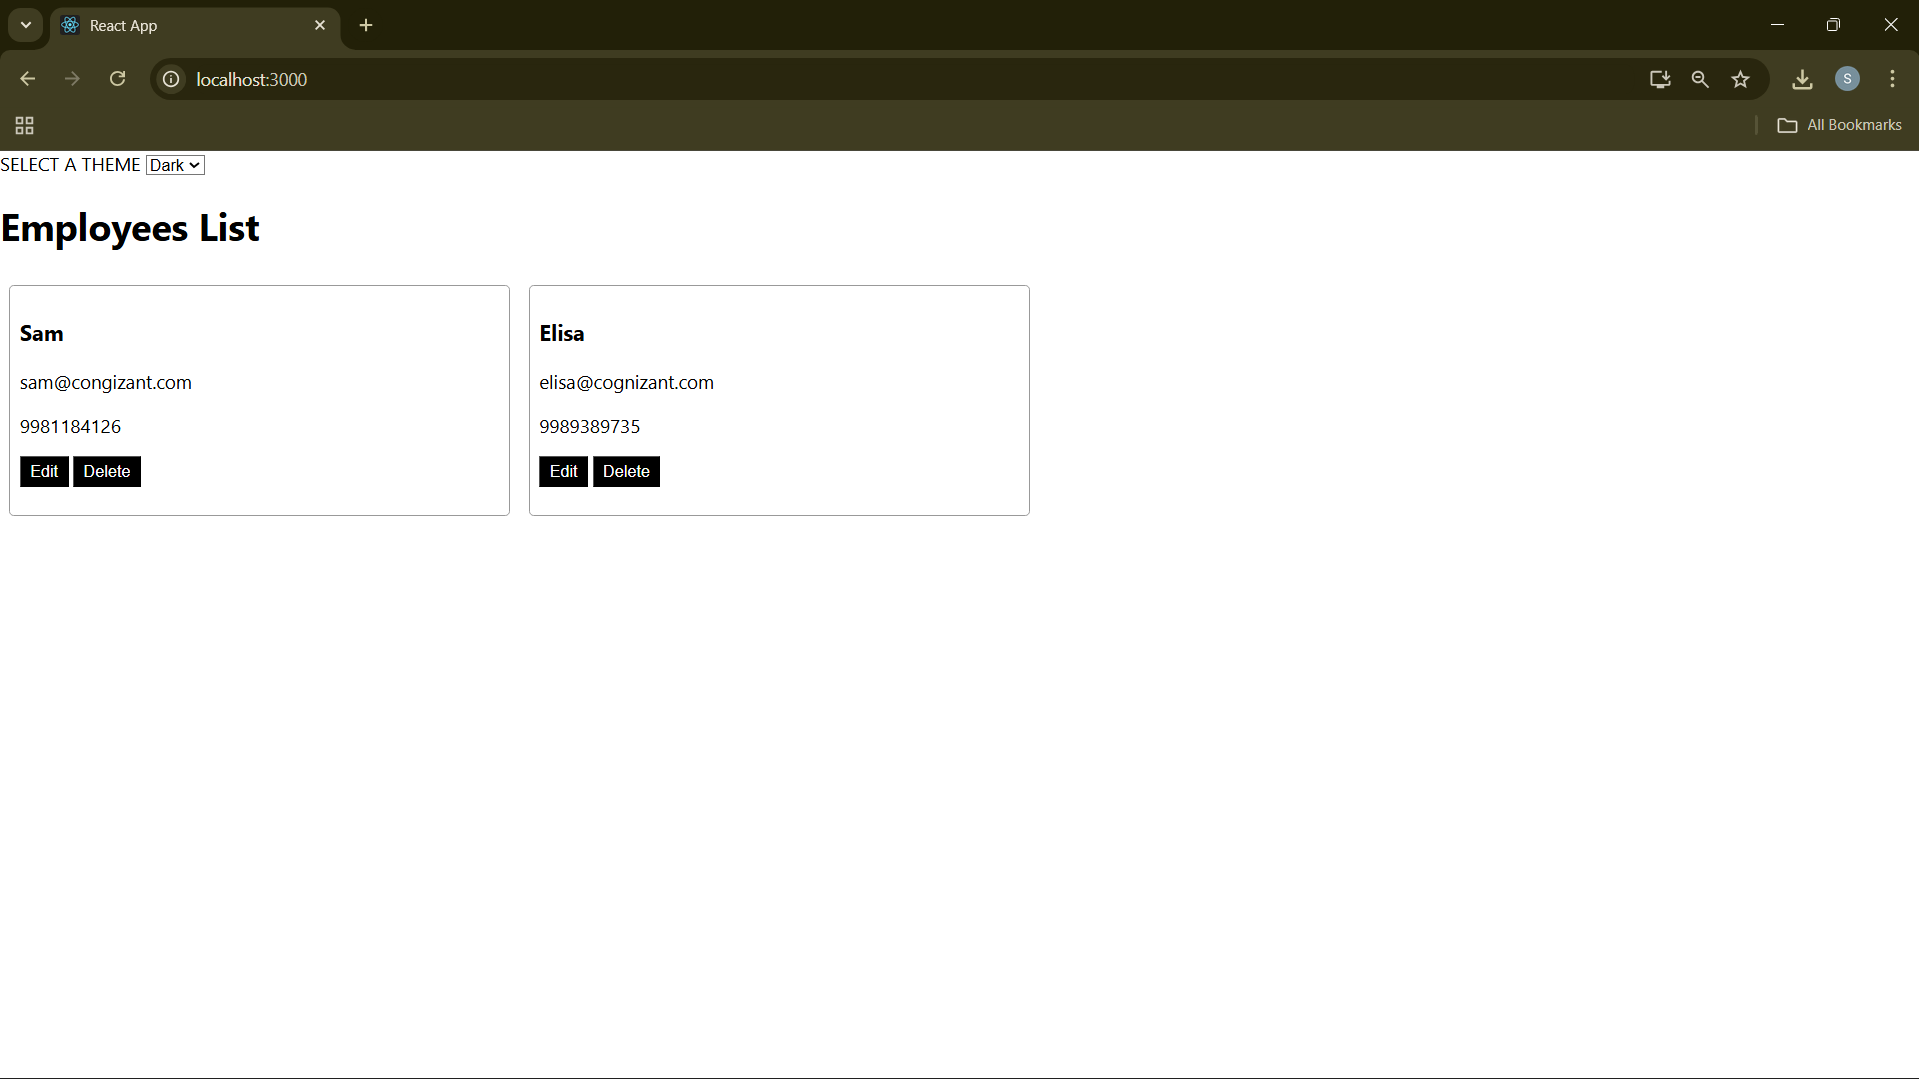 React App
localhost:3000
S
All Bookmarks
SELECT A THEME Dark
Employees List
Sam
sam@congizant.com
9981184126
Edit Delete
Elisa
elisa@cognizant.com
9989389735
Edit Delete